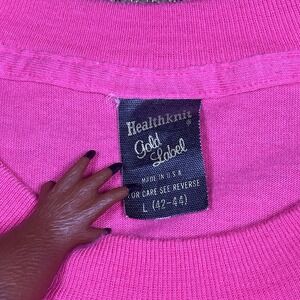 Healthknit®
Gold
Label
MADE IN U.S.A
FOR CARE SEE REVERSE
L (42-44)